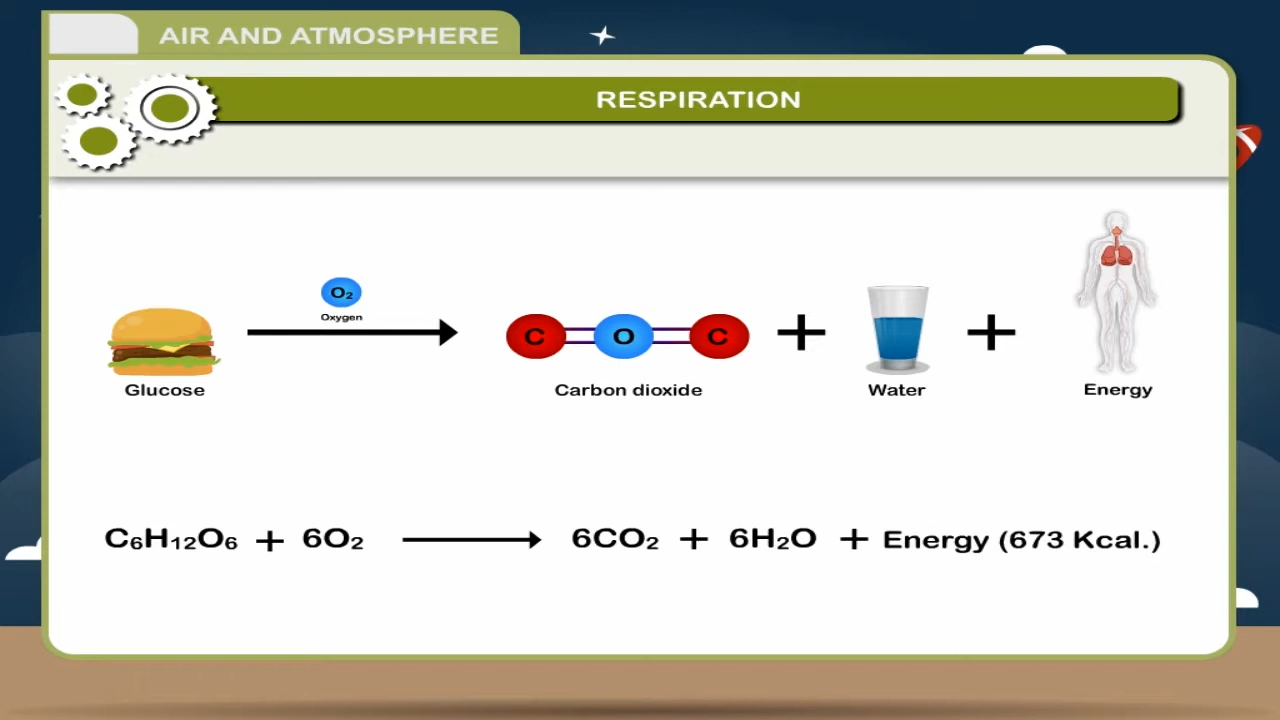 AIR AND ATMOSPHERE
RESPIRATION
O₂
Oxygen
C O C
Glucose
Carbon dioxide
Water
Energy
C₆H₁₂O₆ + 6O₂ ⟶ 6CO₂ + 6H₂O + Energy (673 Kcal.)